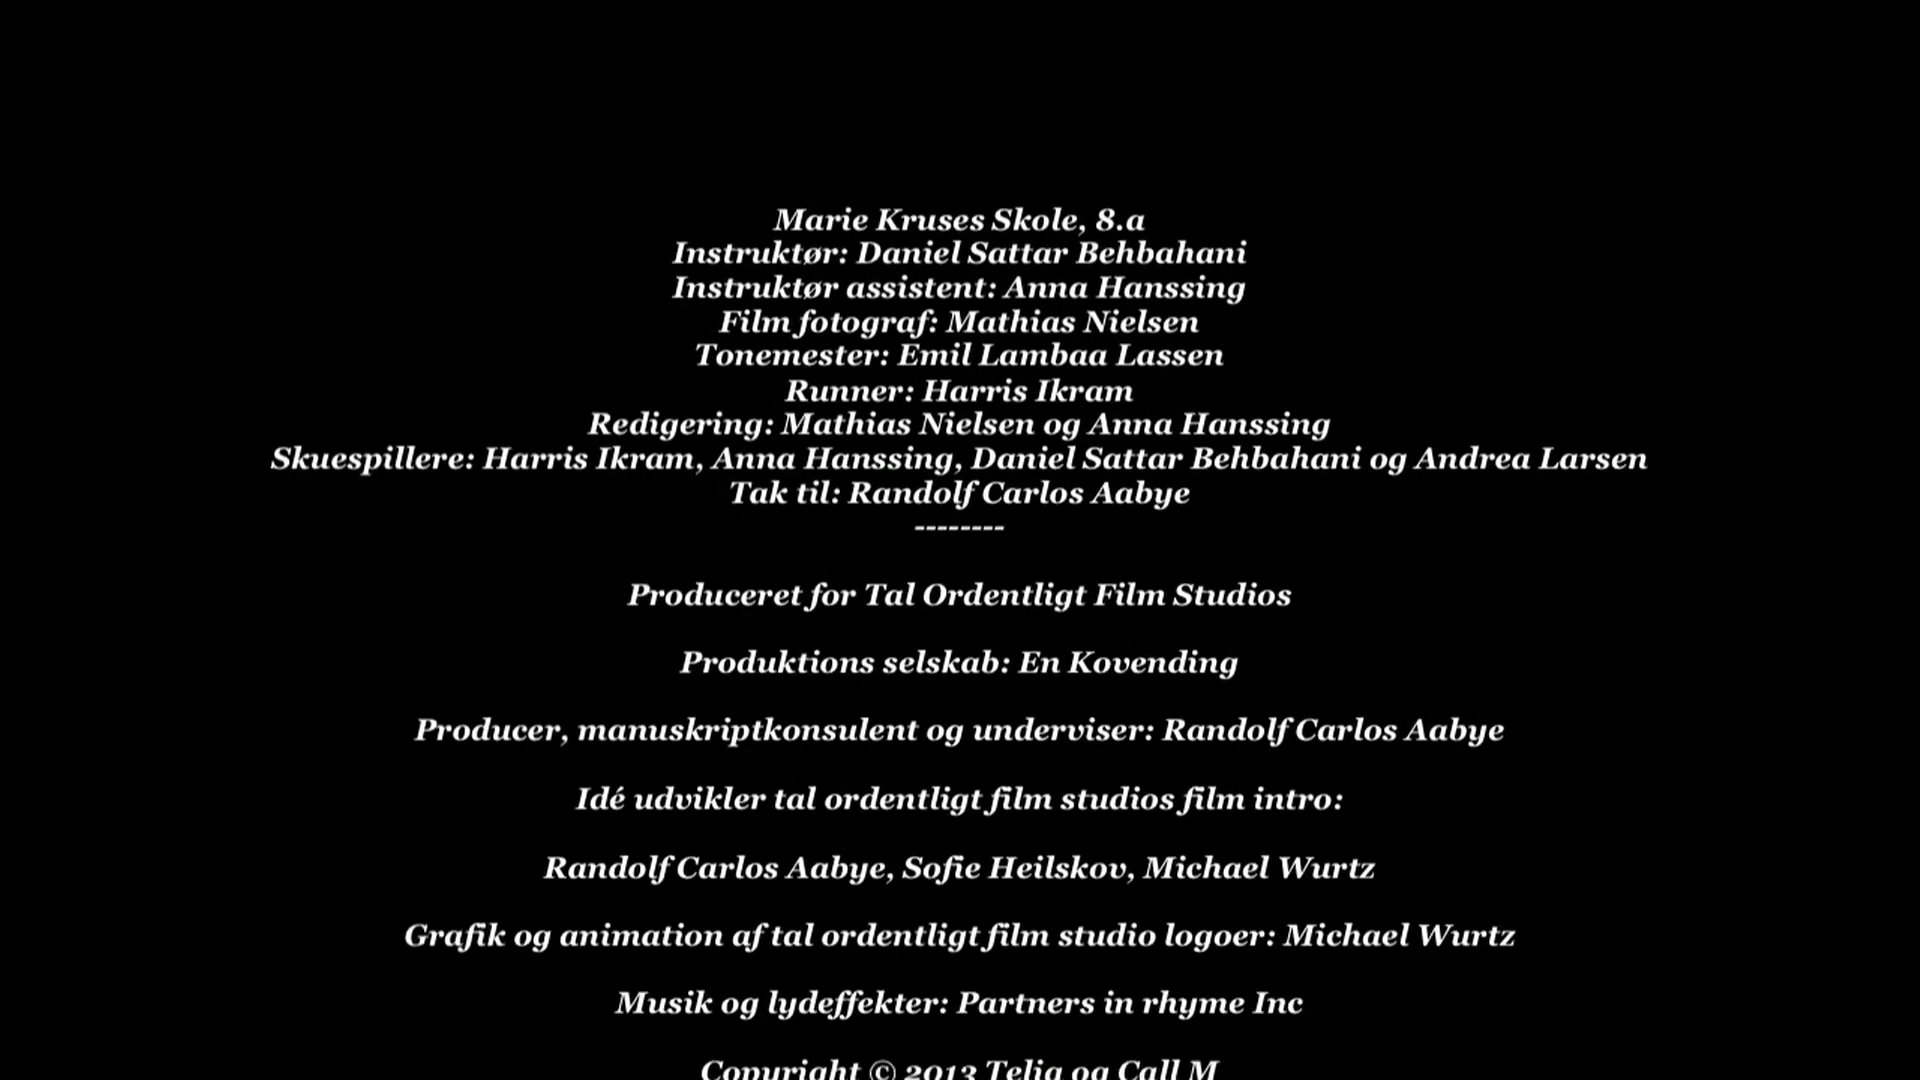 Marie Kruses Skole, 8.a
Instruktør: Daniel Sattar Behbahani
Instruktør assistent: Anna Hanssing
Film fotograf: Mathias Nielsen
Tonemester: Emil Lambaa Lassen
Runner: Harris Ikram
Redigering: Mathias Nielsen og Anna Hanssing
Skuespillere: Harris Ikram, Anna Hanssing, Daniel Sattar Behbahani og Andrea Larsen
Tak til: Randolf Carlos Aabye
--------
Produceret for Tal Ordentligt Film Studios
Produktions selskab: En Kovending
Producer, manuskriptkonsulent og underviser: Randolf Carlos Aabye
Idé udvikler tal ordentligt film studios film intro:
Randolf Carlos Aabye, Sofie Heilskov, Michael Wurtz
Grafik og animation af tal ordentligt film studio logoer: Michael Wurtz
Musik og lydeffekter: Partners in rhyme Inc
Copyright © 2013 Telia og Call M